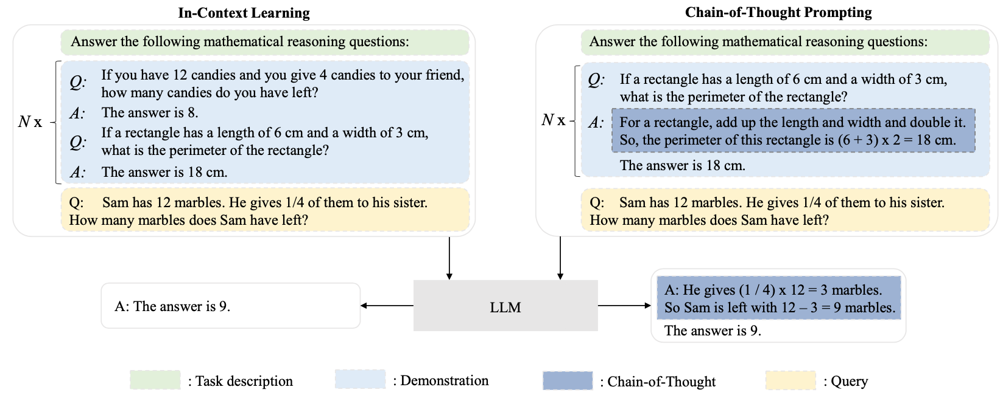 In-Context Learning
Answer the following mathematical reasoning questions:
N x
Q: If you have 12 candies and you give 4 candies to your friend,
how many candies do you have left?
A: The answer is 8.
Q: If a rectangle has a length of 6 cm and a width of 3 cm,
what is the perimeter of the rectangle?
A: The answer is 18 cm.
Q: Sam has 12 marbles. He gives 1/4 of them to his sister.
How many marbles does Sam have left?
Chain-of-Thought Prompting
Answer the following mathematical reasoning questions:
N x
Q: If a rectangle has a length of 6 cm and a width of 3 cm,
what is the perimeter of the rectangle?
A: For a rectangle, add up the length and width and double it.
So, the perimeter of this rectangle is (6 + 3) x 2 = 18 cm.
The answer is 18 cm.
Q: Sam has 12 marbles. He gives 1/4 of them to his sister.
How many marbles does Sam have left?
A: The answer is 9.
LLM
A: He gives (1 / 4) x 12 = 3 marbles.
So Sam is left with 12 – 3 = 9 marbles.
The answer is 9.
: Task description
: Demonstration
: Chain-of-Thought
: Query